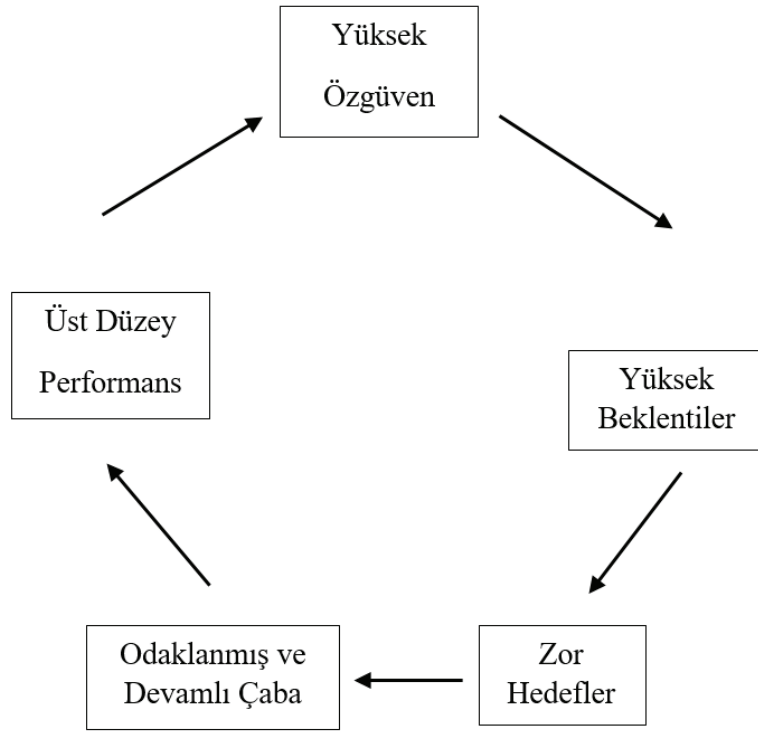 Yüksek
Özgüven
Yüksek
Beklentiler
Zor
Hedefler
Odaklanmış ve
Devamlı Çaba
Üst Düzey
Performans